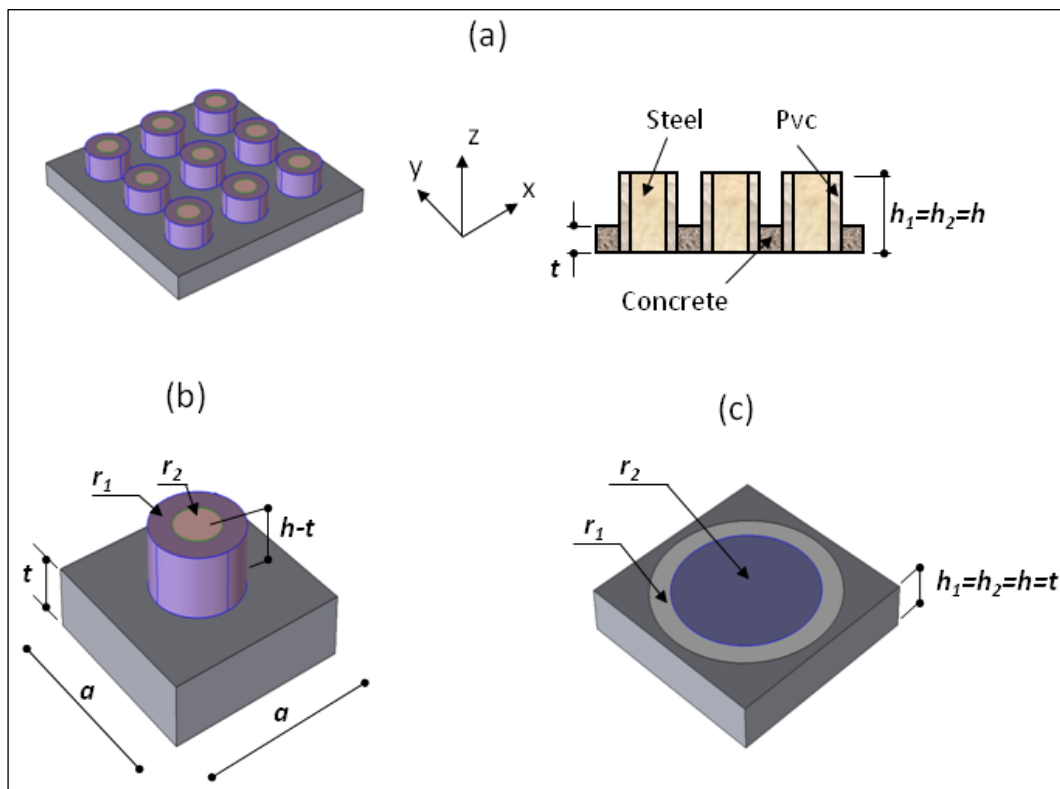 (a)
Steel
Pvc
z
y
x
h1=h2=h
t
Concrete
(b)
(c)
r1
r2
h-t
t
a
a
r2
r1
h1=h2=h=t